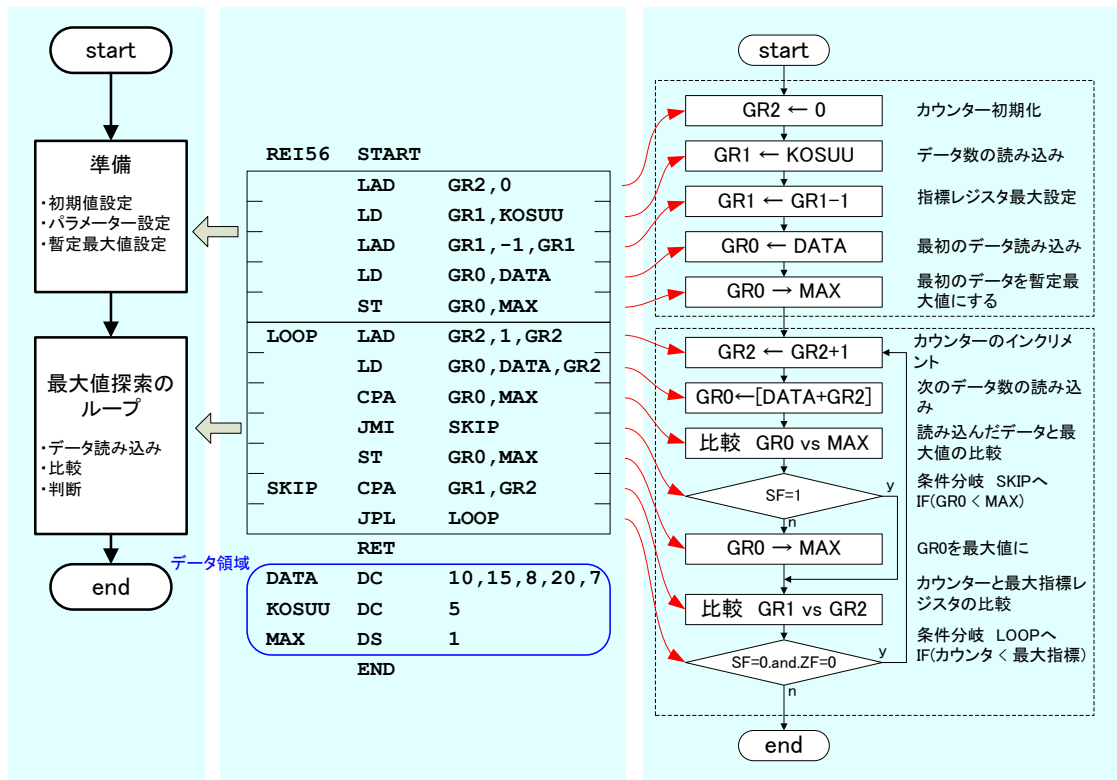 start
準備
・初期値設定
・パラメーター設定
・暫定最大値設定
最大値探索の
ループ
・データ読み込み
・比較
・判断
end
REI56 START
LAD GR2,0
LD GR1,KOSUU
LAD GR1,-1,GR1
LD GR0,DATA
ST GR0,MAX
LOOP LAD GR2,1,GR2
LD GR0,DATA,GR2
CPA GR0,MAX
JMI SKIP
ST GR0,MAX
SKIP CPA GR1,GR2
JPL LOOP
RET
データ領域
DATA DC 10,15,8,20,7
KOSUU DC 5
MAX DS 1
END
start
GR2 ← 0
カウンター初期化
GR1 ← KOSUU
データ数の読み込み
GR1 ← GR1-1
指標レジスタ最大設定
GR0 ← DATA
最初のデータ読み込み
GR0 → MAX
最初のデータを暫定最
大値にする
GR2 ← GR2+1
カウンターのインクリメ
ント
GR0←[DATA+GR2]
次のデータ数の読み込
み
比較 GR0 vs MAX
読み込んだデータと最
大値の比較
SF=1
y
n
条件分岐 SKIPへ
IF(GR0 < MAX)
GR0 → MAX
GR0を最大値に
比較 GR1 vs GR2
カウンターと最大指標レ
ジスタの比較
SF=0.and.ZF=0
y
n
条件分岐 LOOPへ
IF(カウンタ < 最大指標)
end